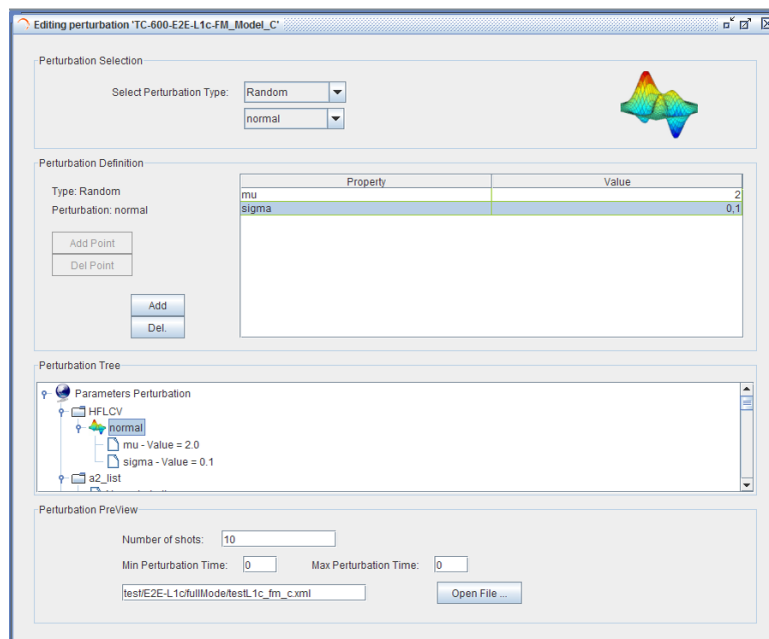 Editing perturbation 'TC-600-E2E-L1c-FM_Model_C'
Perturbation Selection
Select Perturbation Type: Random
normal
Perturbation Definition
Type: Random
Perturbation: normal
Property Value
mu 2
sigma 0,1
Add Point
Del Point
Add
Del.
Perturbation Tree
Parameters Perturbation
HFLCV
normal
mu - Value = 2.0
sigma - Value = 0.1
a2_list
Perturbation PreView
Number of shots: 10
Min Perturbation Time: 0 Max Perturbation Time: 0
test/E2E-L1c/fullMode/testL1c_fm_c.xml Open File ...